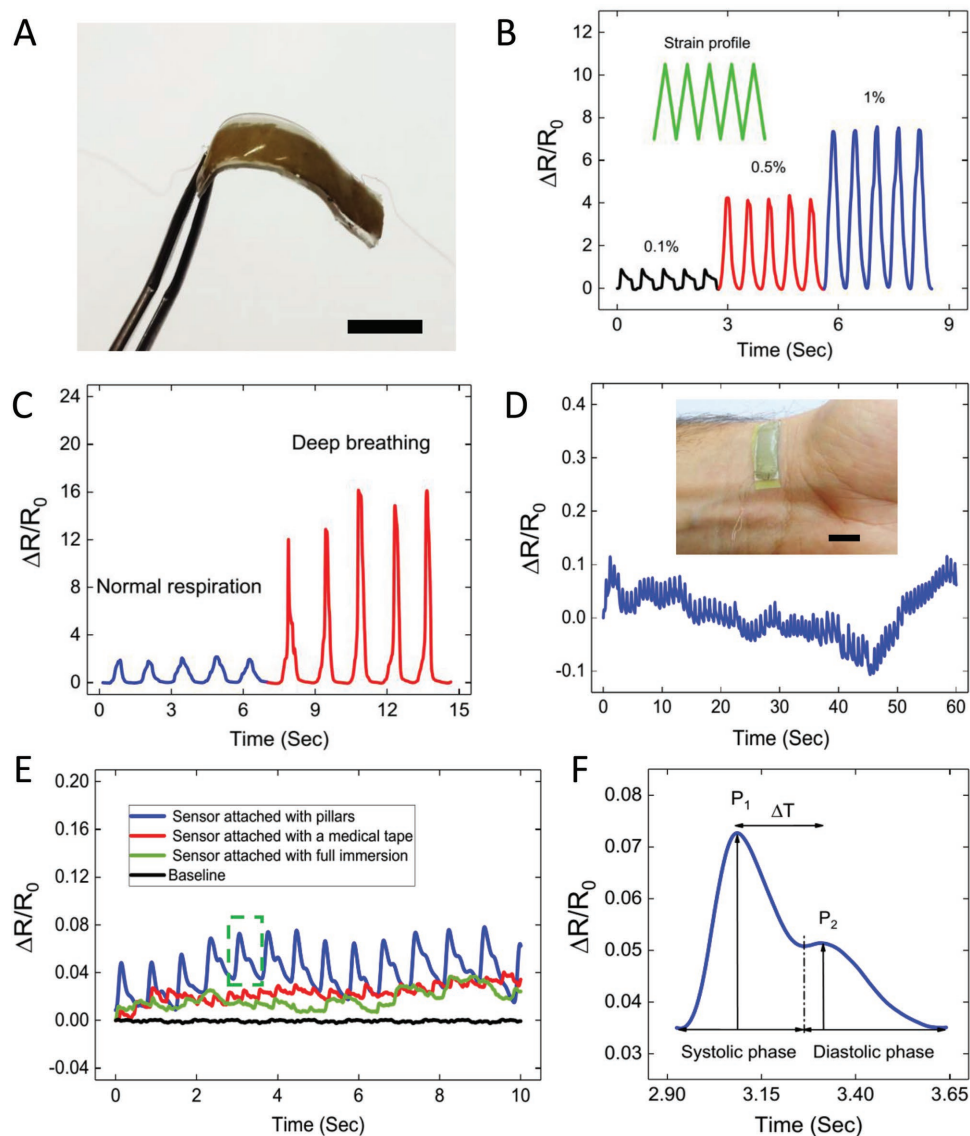 A
B
12
10
8
6
4
2
0
ΔR/R0
Strain profile
0.1%
0.5%
1%
0 3 6 9
Time (Sec)
C
24
20
16
12
8
4
0
ΔR/R0
Normal respiration
Deep breathing
0 3 6 9 12 15
Time (Sec)
D
0.4
0.3
0.2
0.1
0.0
-0.1
ΔR/R0
0 10 20 30 40 50 60
Time (Sec)
E
0.20
0.16
0.12
0.08
0.04
0.00
-0.04
ΔR/R0
Sensor attached with pillars
Sensor attached with a medical tape
Sensor attached with full immersion
Baseline
0 2 4 6 8 10
Time (Sec)
F
0.08
0.07
0.06
0.05
0.04
0.03
ΔR/R0
P1
ΔT
P2
Systolic phase
Diastolic phase
2.90 3.15 3.40 3.65
Time (Sec)